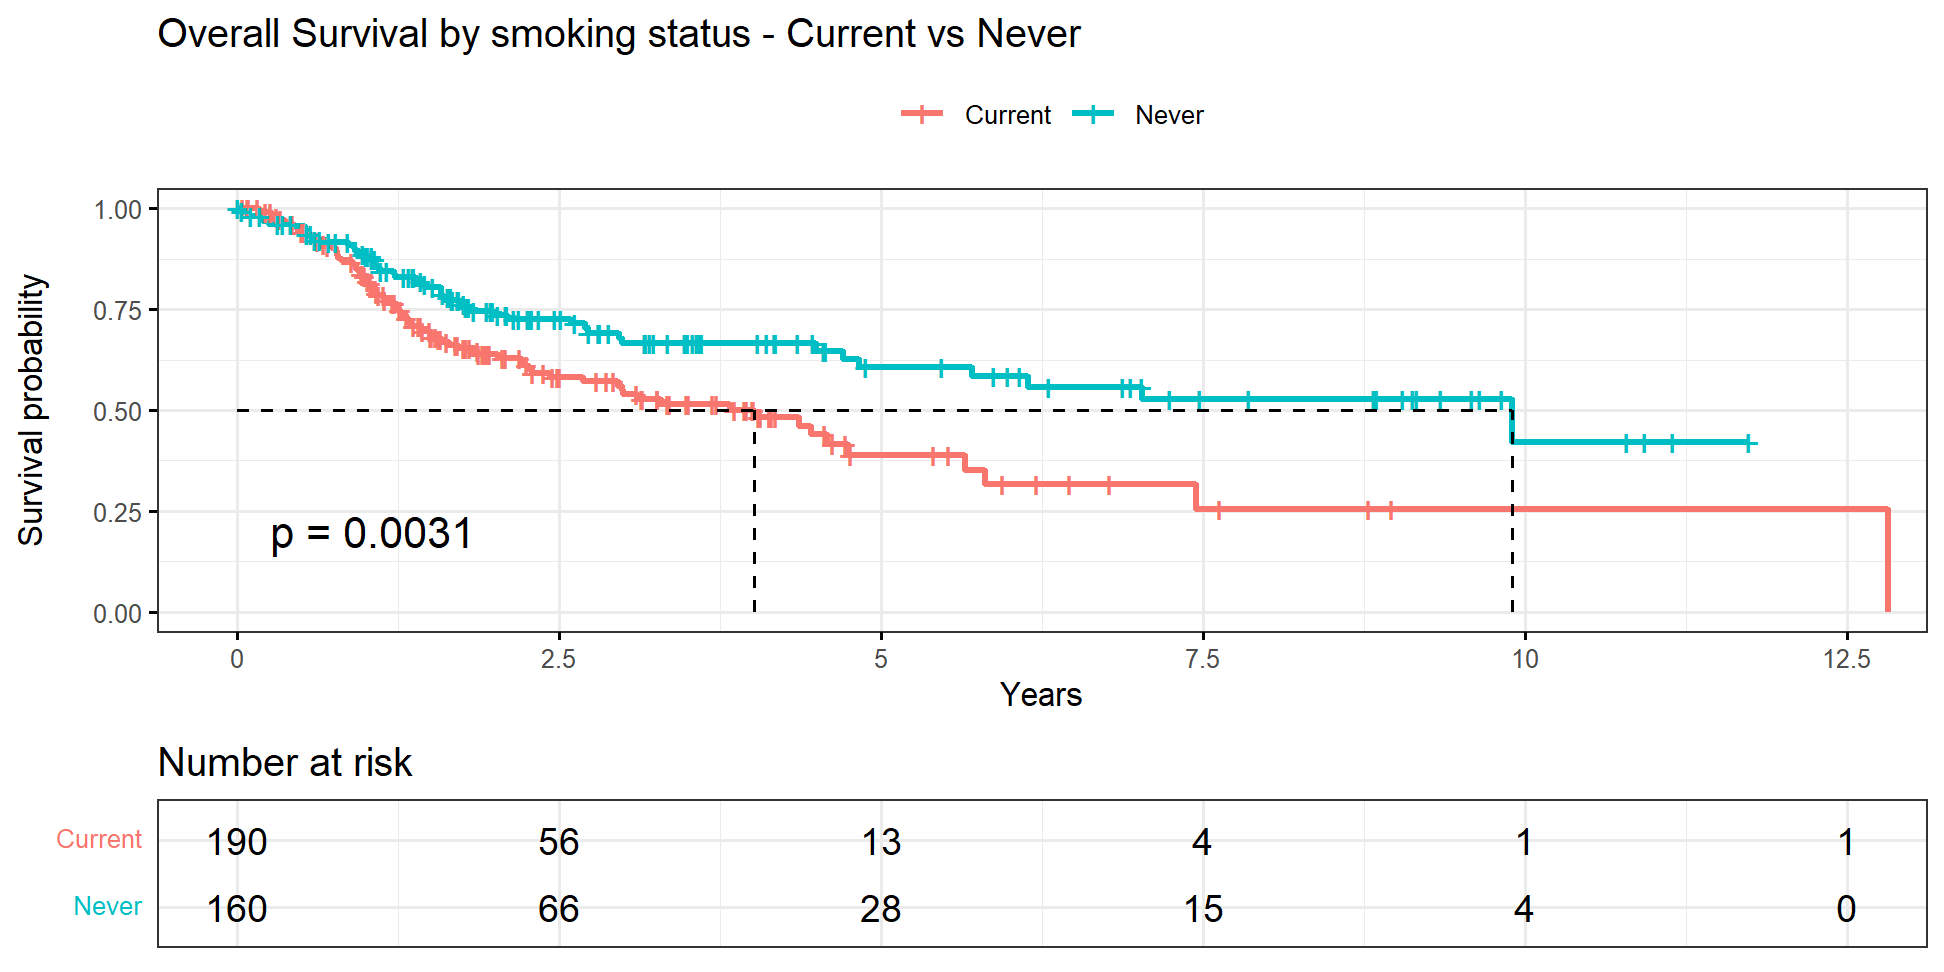 Overall Survival by smoking status - Current vs Never
Current Never
Survival probability
1.00
0.75
0.50
0.25
0.00
p = 0.0031
0 2.5 5 7.5 10 12.5
Years
Number at risk
Current 190 56 13 4 1 1
Never 160 66 28 15 4 0